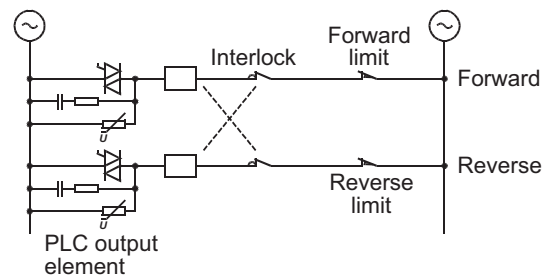 Interlock
Forward
limit
Forward
U
Reverse
Reverse
limit
U
PLC output
element